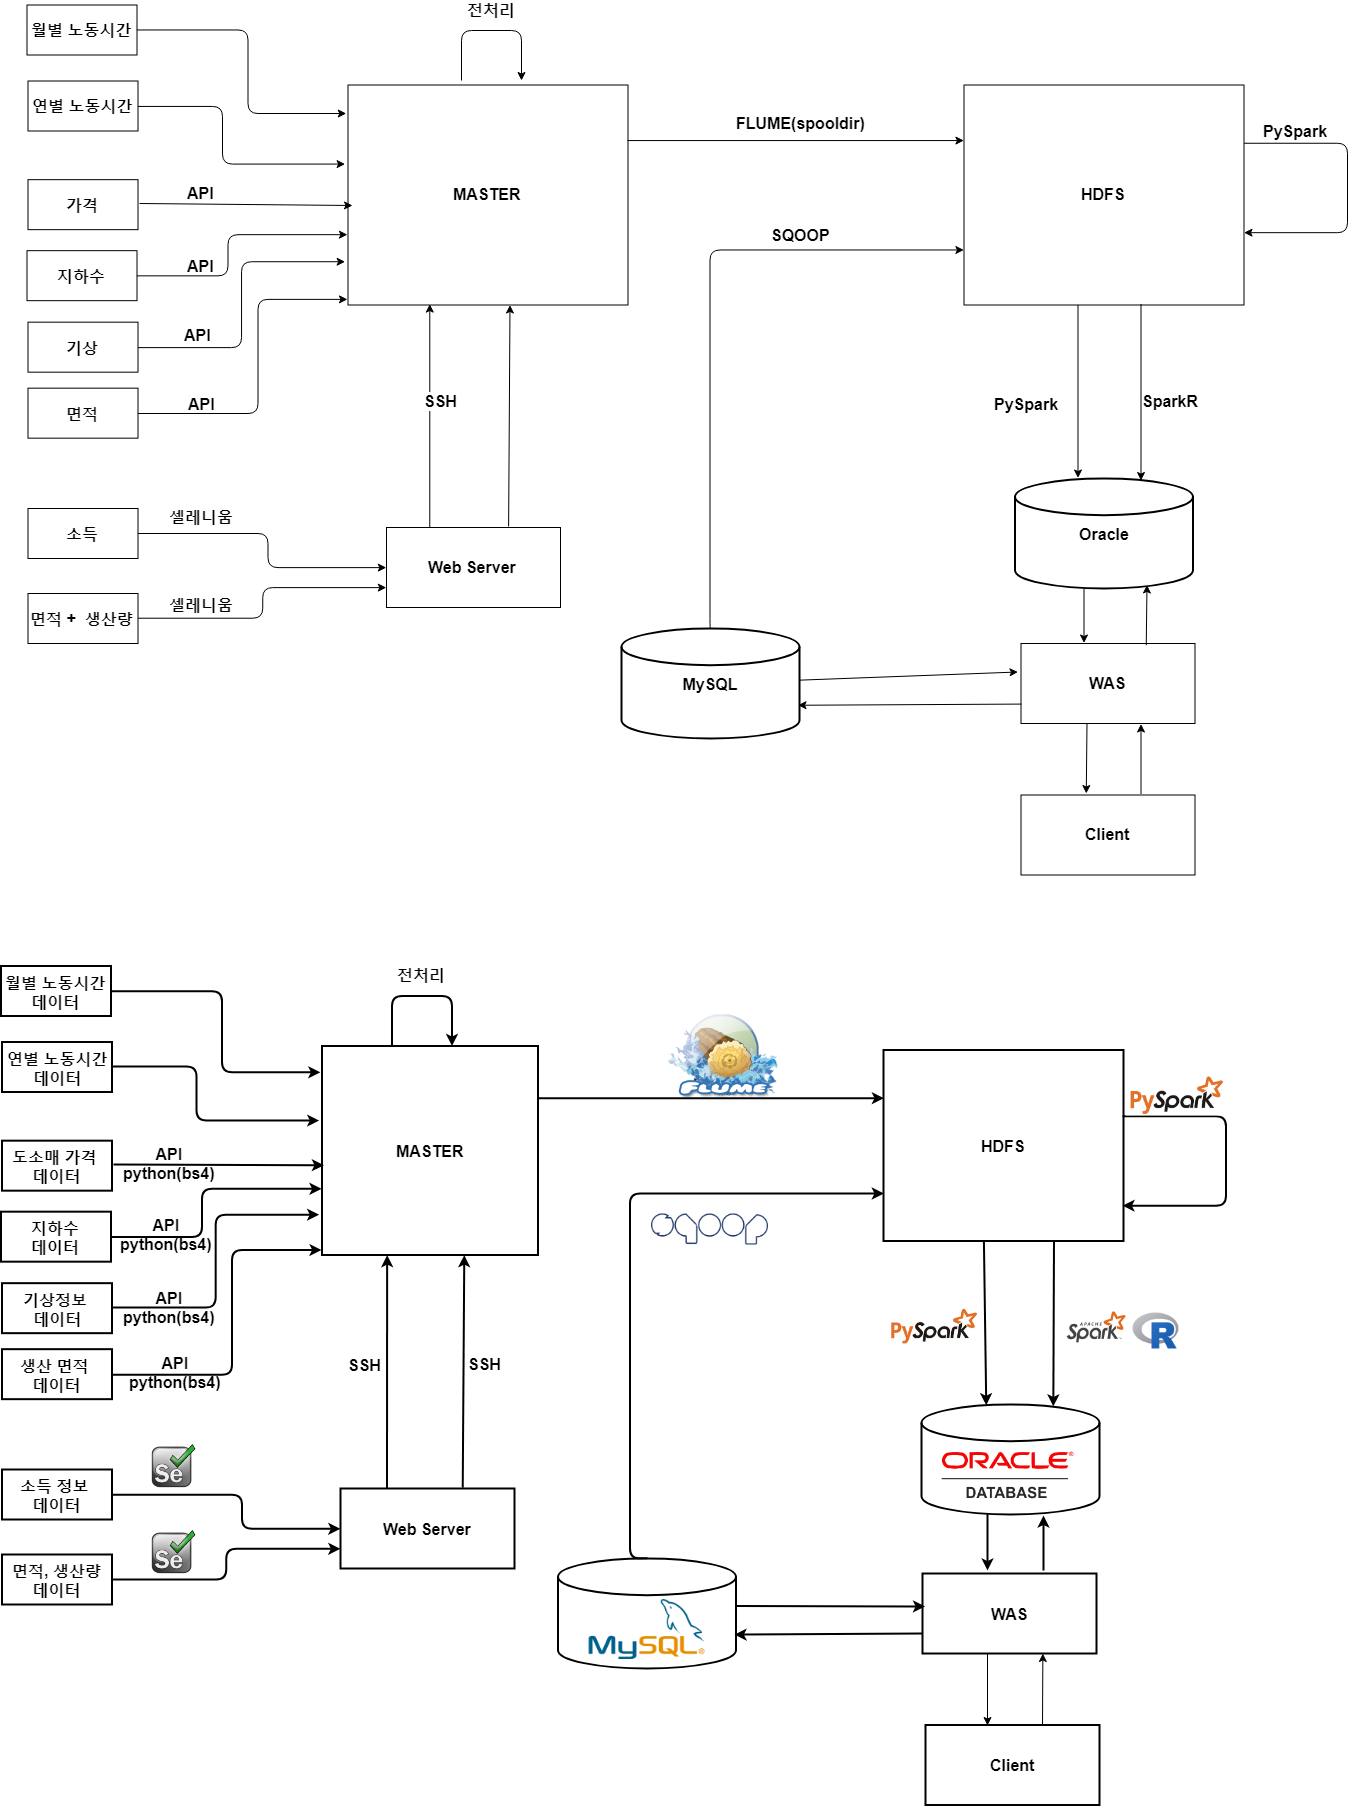 전처리
월별 노동시간
연별 노동시간
가격
API
지하수
API
기상
API
면적
API
MASTER
FLUME(spooldir)
HDFS
PySpark
SQOOP
SSH
PySpark
SparkR
소득
셀레니움
면적 + 생산량
셀레니움
Web Server
Oracle
MySQL
WAS
Client
전처리
월별 노동시간
데이터
연별 노동시간
데이터
도소매 가격
데이터
API
python(bs4)
지하수
데이터
API
python(bs4)
기상정보
데이터
API
python(bs4)
생산 면적
데이터
API
python(bs4)
MASTER
FLUME
HDFS
PySpark
sqoop
SSH
SSH
PySpark
APACHE
Spark
R
소득 정보
데이터
Se
면적, 생산량
데이터
Se
Web Server
ORACLE®
DATABASE
MySQL®
WAS
Client